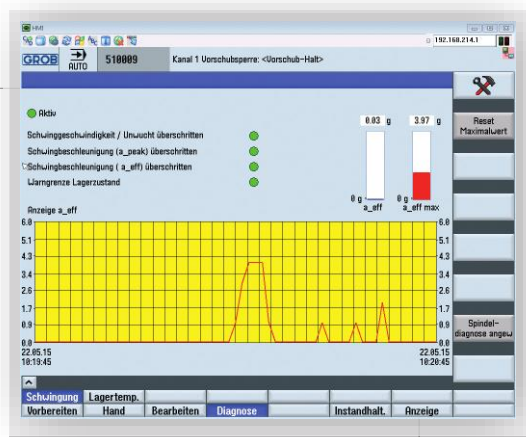 HMI
192.168.214.1
GROB
AUTO
510009
Kanal 1 Vorschubsperre: <Vorschub-Halt>
Aktiv
0.03 g
3.97 g
Reset
Maximalwert
Schwinggeschwindigkeit / Unwucht überschritten
Schwingbeschleunigung (a_peak) überschritten
Schwingbeschleunigung ( a_eff) überschritten
Warngrenze Lagerzustand
0 g
0 g
a_eff
a_eff max
Anzeige a_eff
6.0
6.0
5.1
5.1
4.3
4.3
3.4
3.4
2.6
2.6
1.7
1.7
0.9
0.9
0.0
0.0
Spindel-
diagnose angew
22.05.15
10:19:45
22.05.15
10:20:45
Schwingung
Lagertemp.
Vorbereiten
Hand
Bearbeiten
Diagnose
Instandhalt.
Anzeige